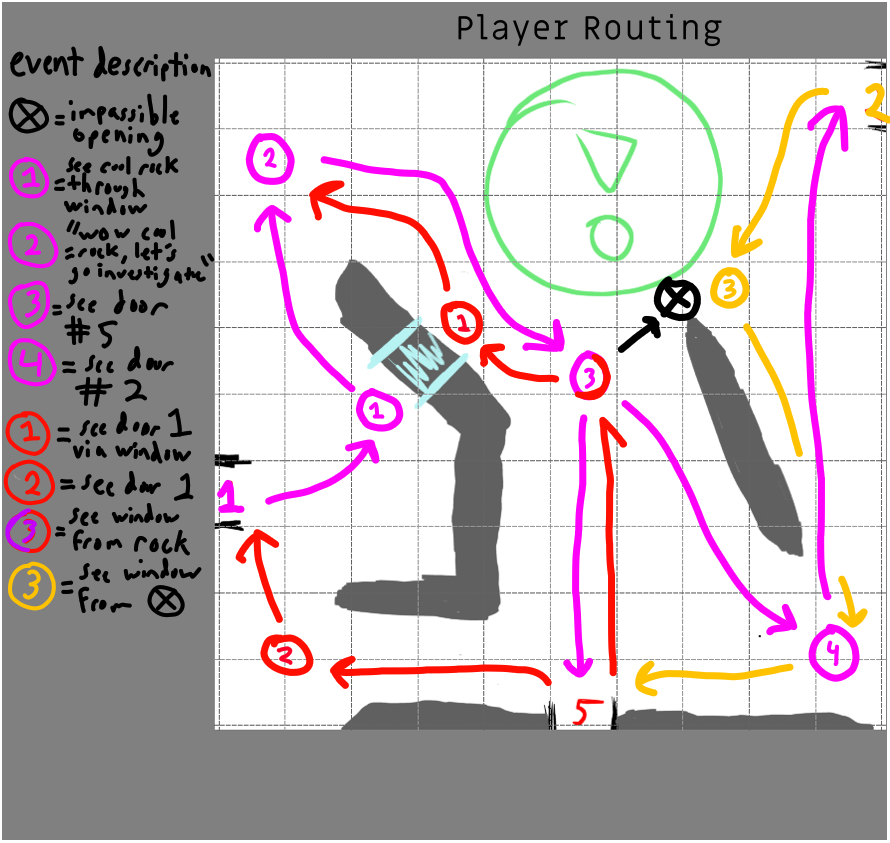 Player Routing
event description
⊗ = impassible
opening
1 = see cool rock
through
window
2 = "wow cool
rock, let's
go investigate"
3 = see door
#5
4 = see door
# 2
1 = see door 1
via window
2 = see door 1
3 = see window
from rock
3 = see window
from ⊗
2
2
3
1
3
1
1
2
4
5